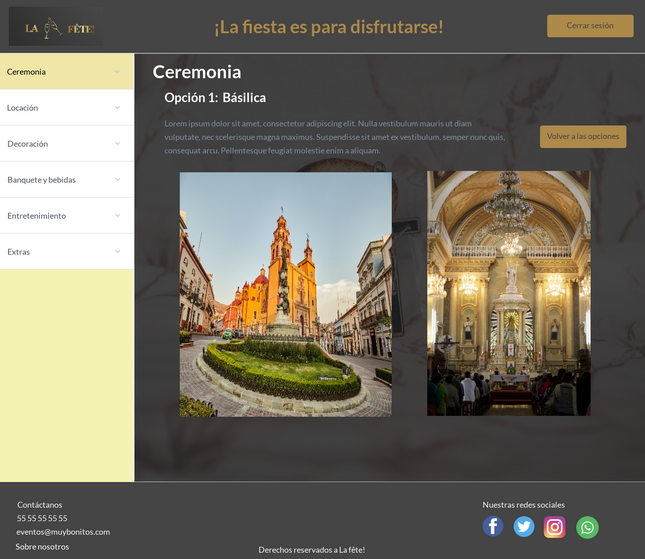 LA FÊTE
¡La fiesta es para disfrutarse!
Cerrar sesión
Ceremonia
Locación
Decoración
Banquete y bebidas
Entretenimiento
Extras
Ceremonia
Opción 1: Básilica
Lorem ipsum dolor sit amet, consectetur adipiscing elit. Nulla vestibulum mauris ut diam
vulputate, nec scelerisque magna maximus. Suspendisse sit amet ex vestibulum, semper nunc quis,
consequat arcu. Pellentesque feugiat molestie enim a aliquam.
Volver a las opciones
Contáctanos
55 55 55 55 55
eventos@muybonitos.com
Sobre nosotros
Derechos reservados a La fête!
Nuestras redes sociales